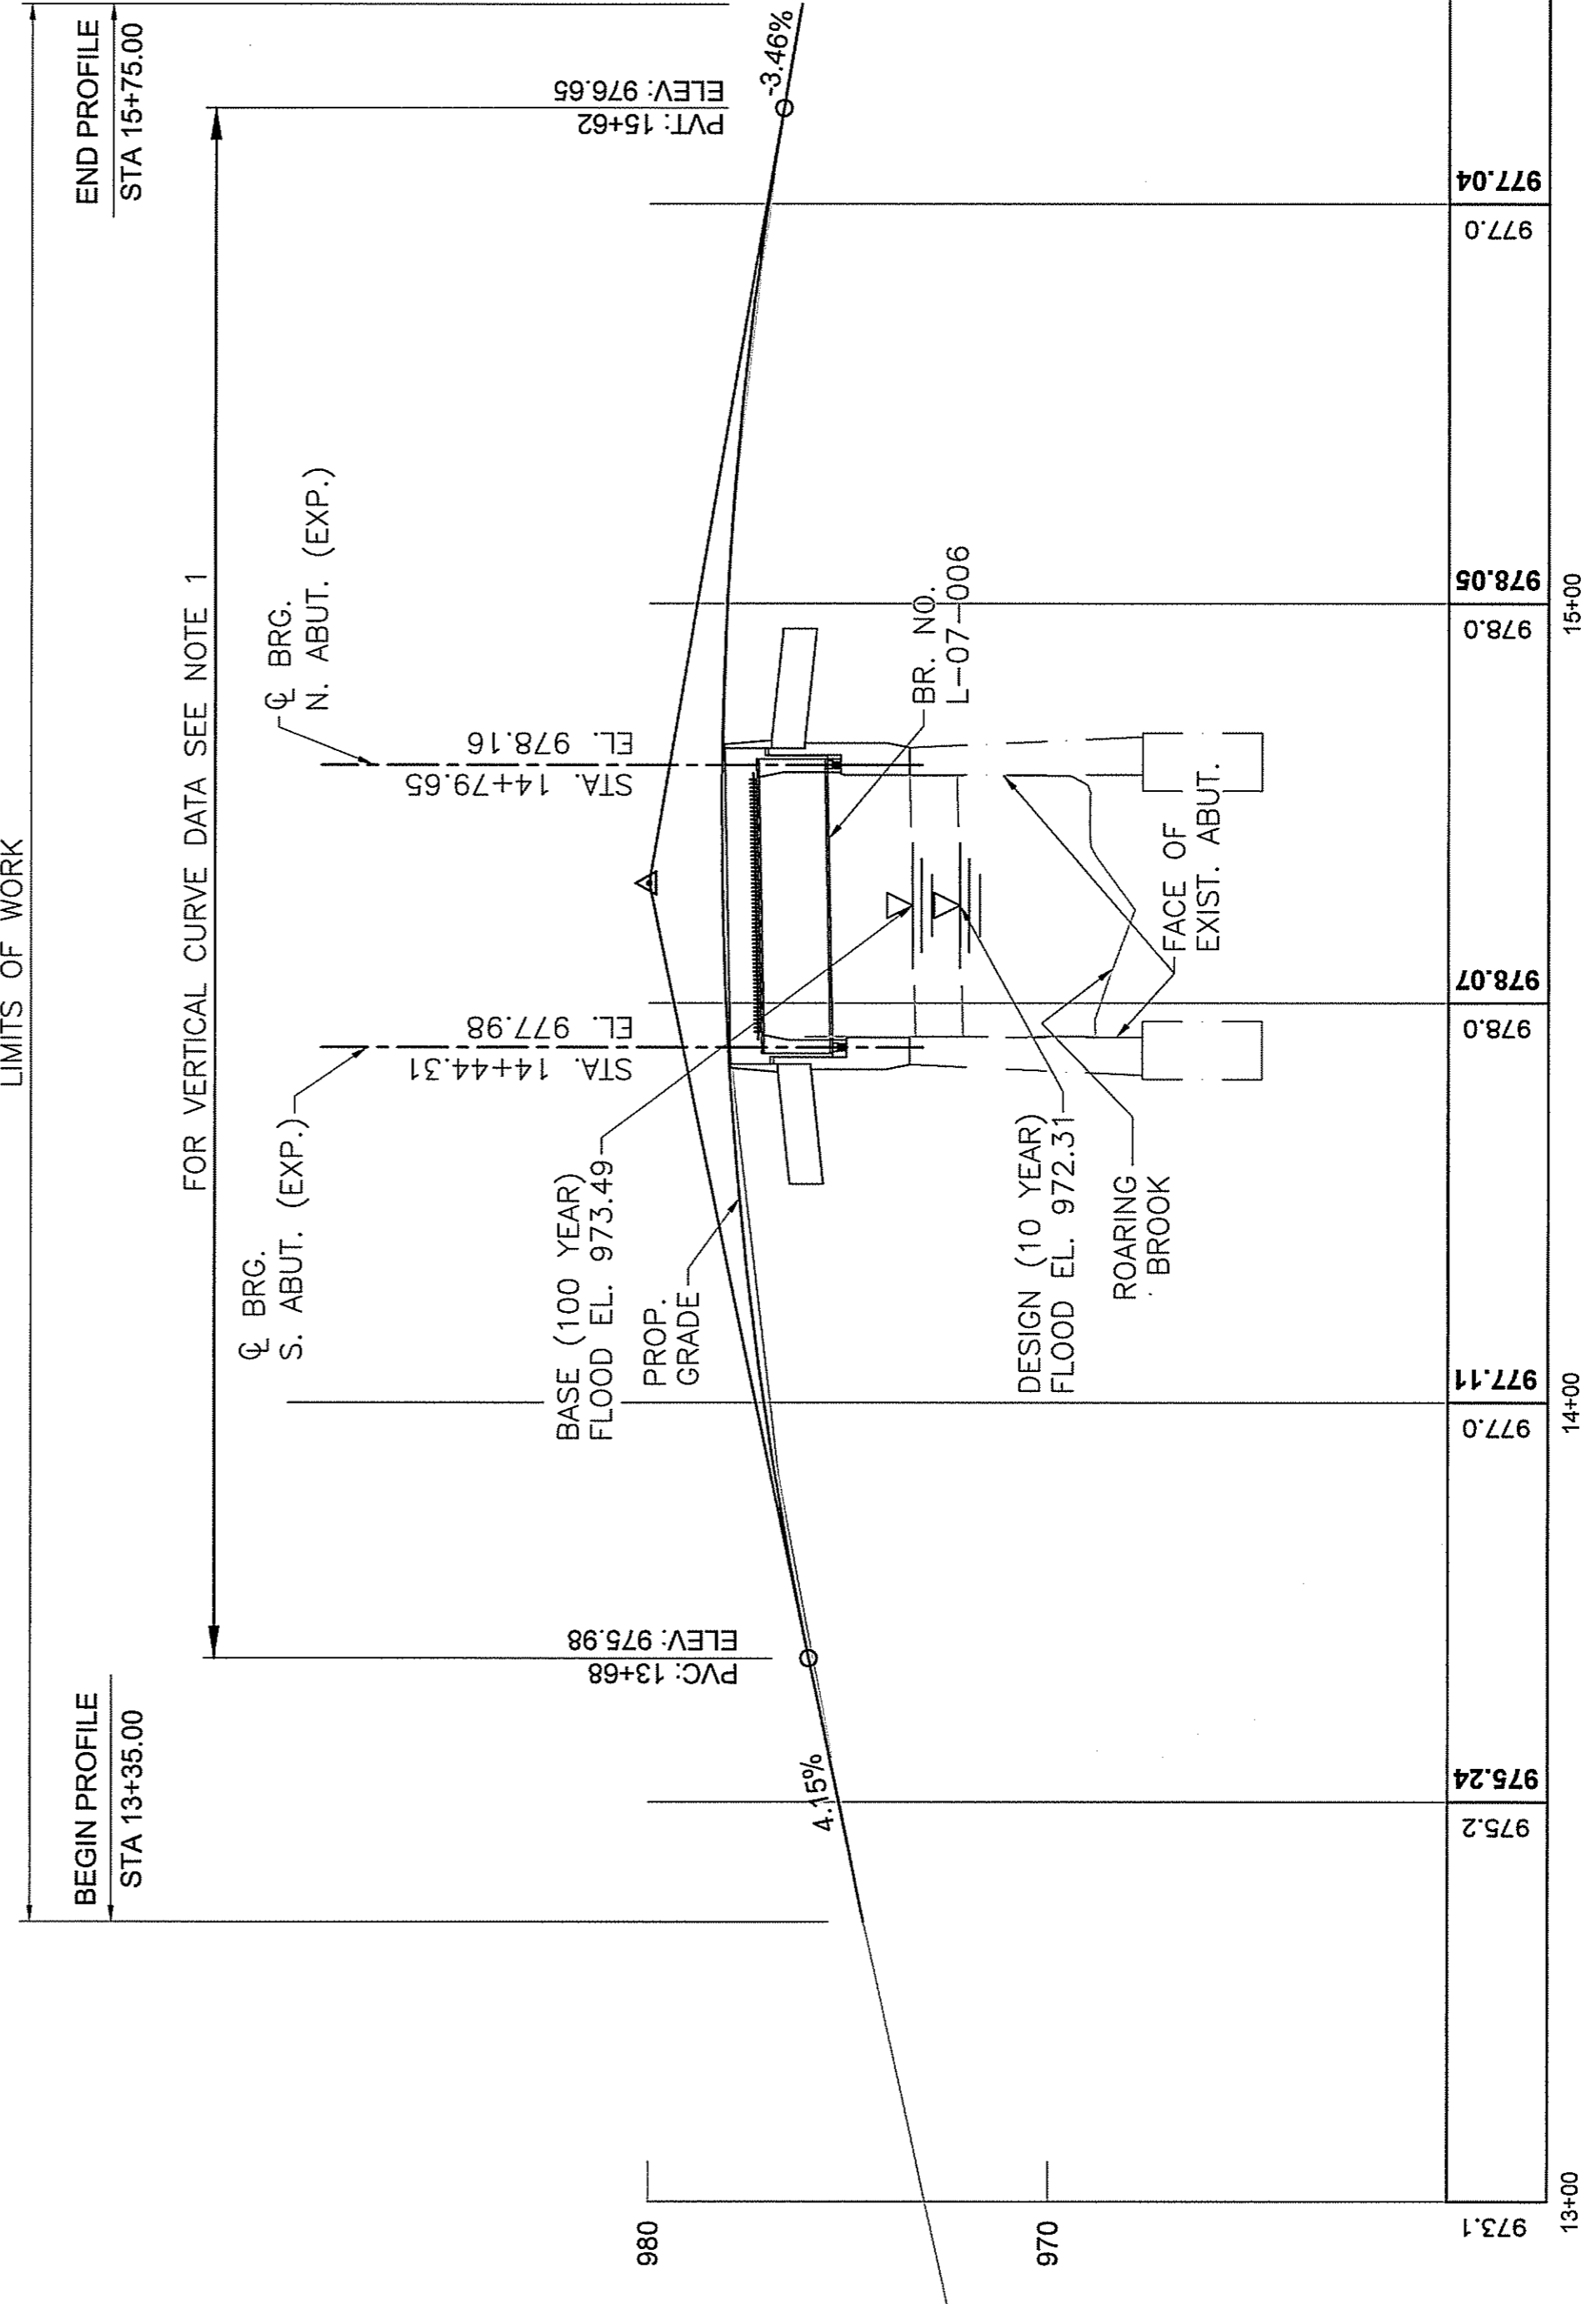 LIMITS OF WORK
BEGIN PROFILE
STA 13+35.00
END PROFILE
STA 15+75.00
FOR VERTICAL CURVE DATA SEE NOTE 1
℄ BRG.
S. ABUT. (EXP.)
℄ BRG.
N. ABUT. (EXP.)
PVC: 13+68
ELEV: 975.98
STA. 14+44.31
EL. 977.98
STA. 14+79.65
EL. 978.16
PVT: 15+62
ELEV: 976.65
4.15%
-3.46%
BASE (100 YEAR)
FLOOD EL. 973.49
PROP.
GRADE
BR. NO.
L-07-006
DESIGN (10 YEAR)
FLOOD EL. 972.31
ROARING
BROOK
FACE OF
EXIST. ABUT.
980
970
973.1
975.2
975.24
977.0
977.11
978.0
978.07
978.0
978.05
977.0
977.04
13+00
14+00
15+00